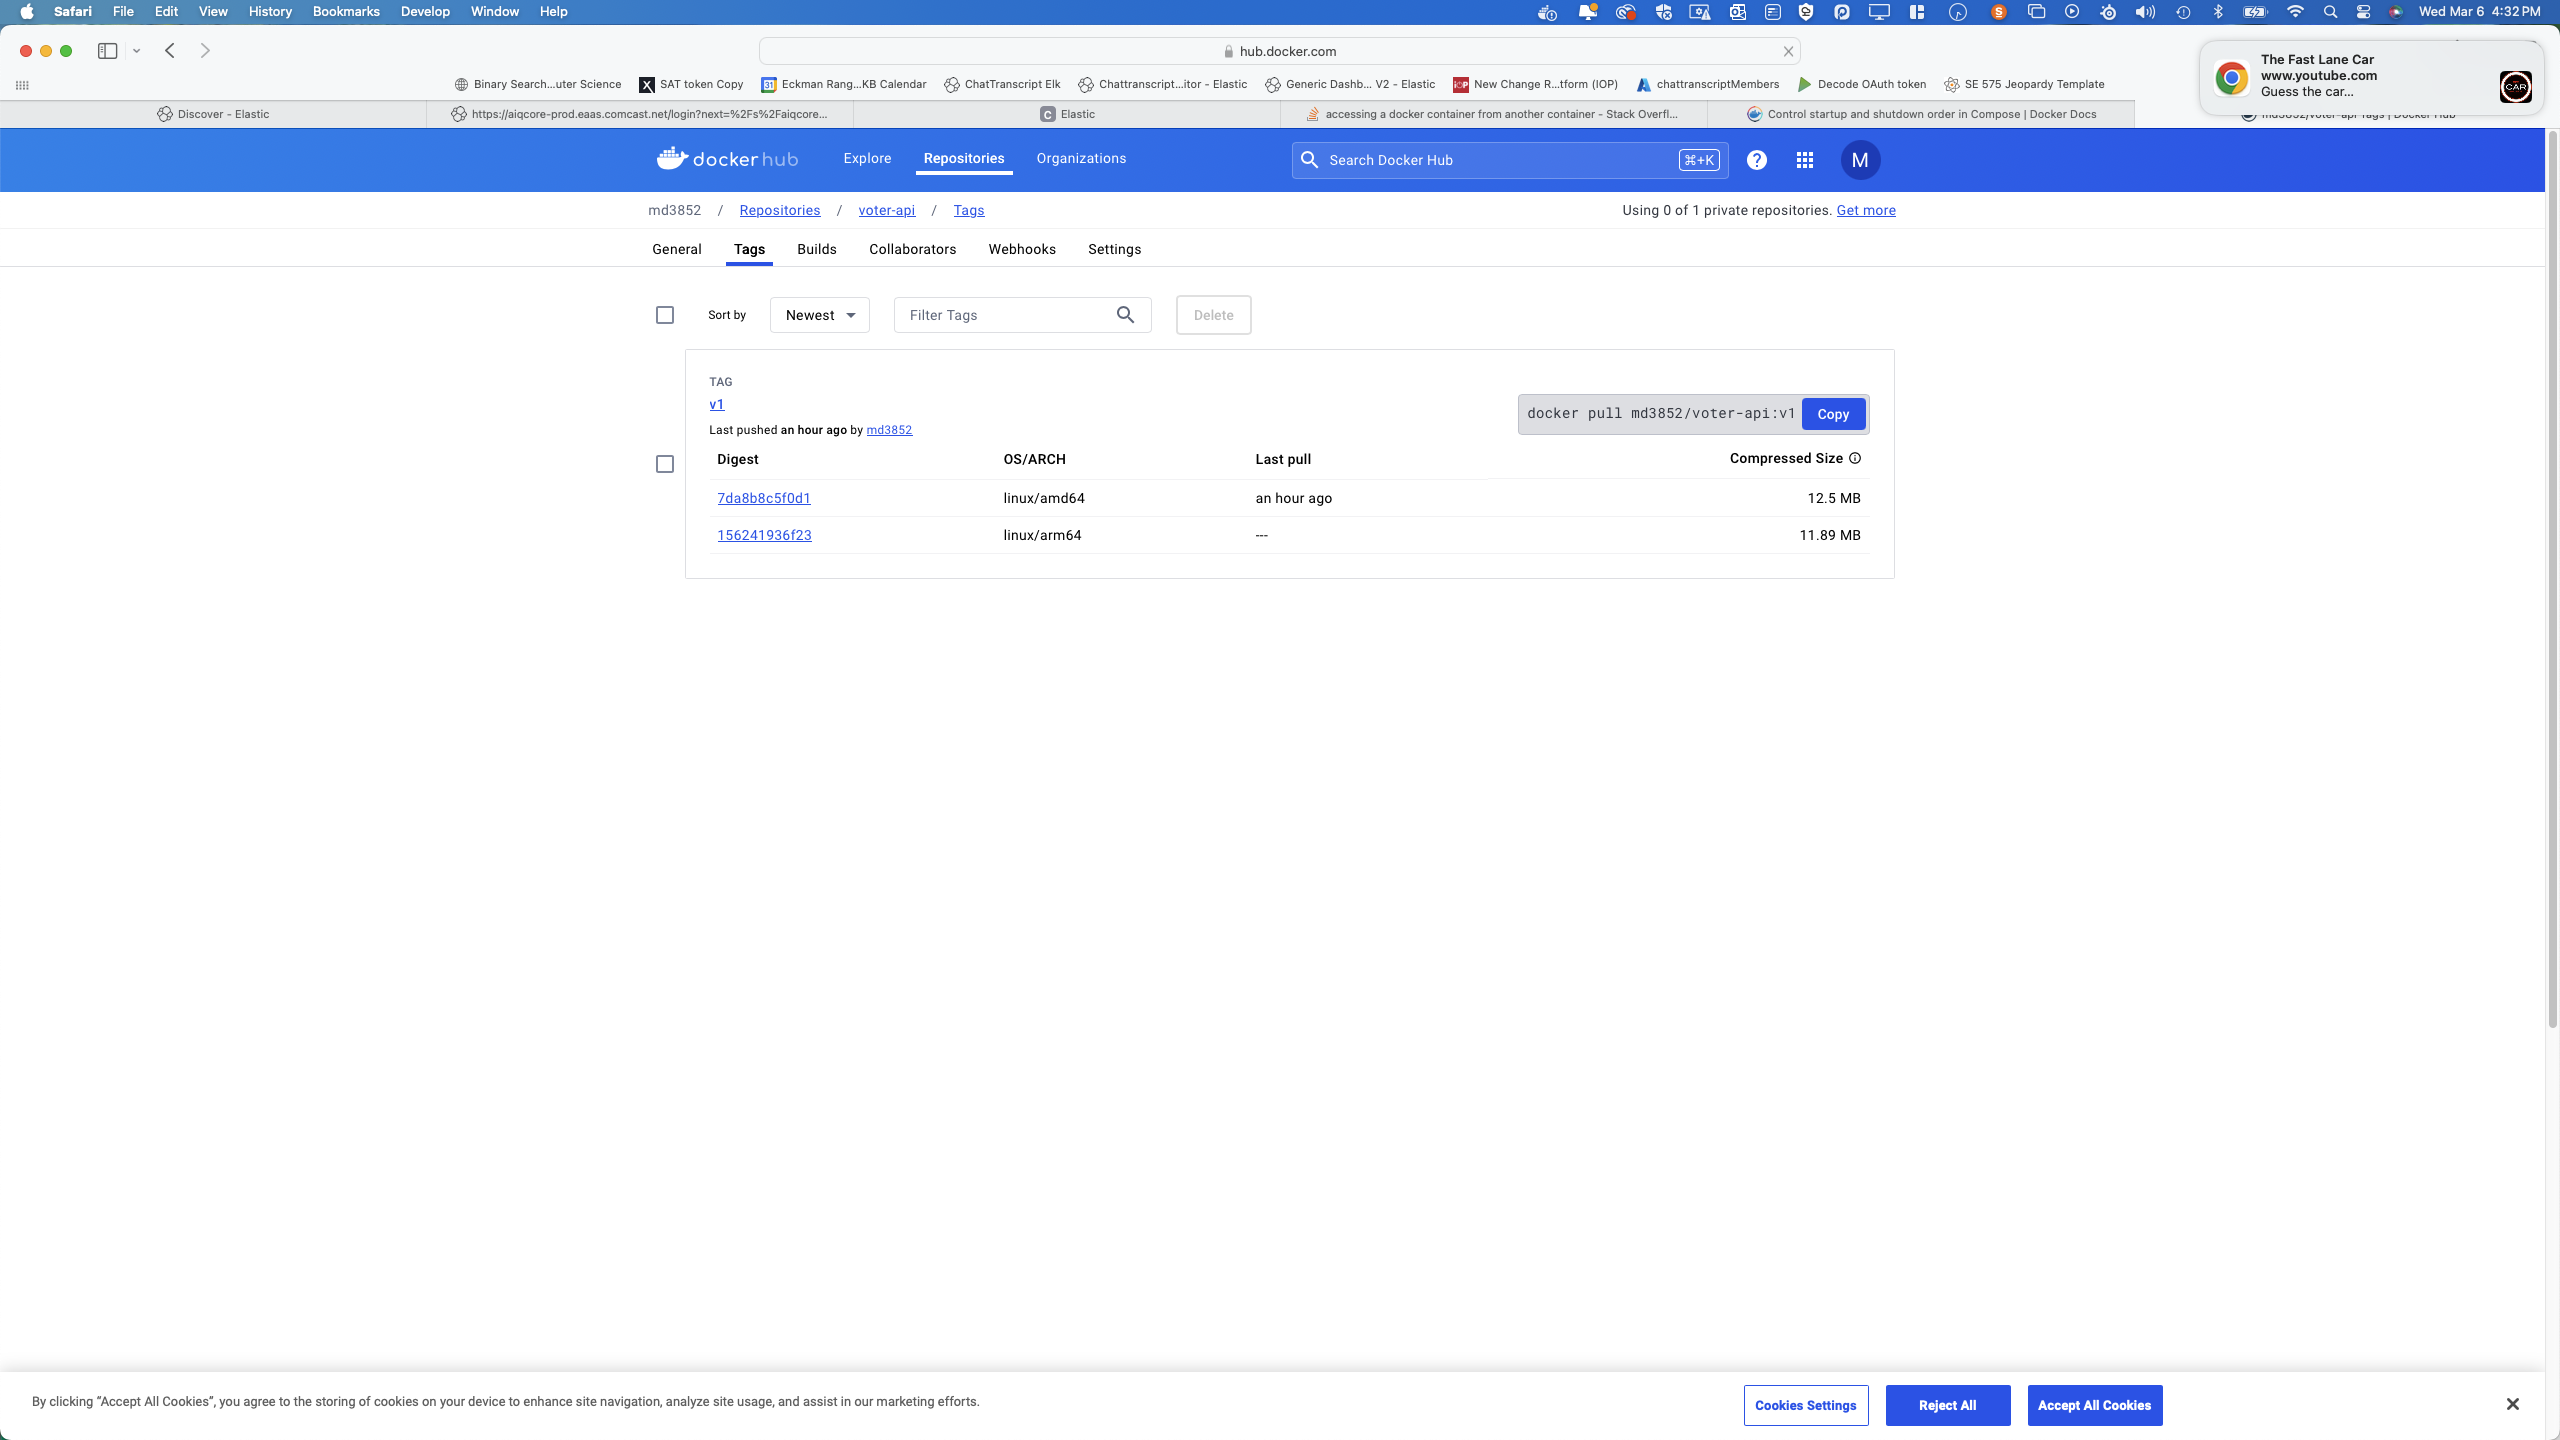 Safari File Edit View History Bookmarks Develop Window Help Wed Mar 6 4:32 PM
hub.docker.com
The Fast Lane Car
www.youtube.com
Guess the car...
CAR
Binary Search...uter Science SAT token Copy 31 Eckman Rang...KB Calendar ChatTranscript Elk Chattranscript...itor - Elastic Generic Dashb... V2 - Elastic IOP New Change R...tform (IOP) chattranscriptMembers Decode OAuth token SE 575 Jeopardy Template
Discover - Elastic https://aiqcore-prod.eaas.comcast.net/login?next=%2Fs%2Faiqcore... C Elastic accessing a docker container from another container - Stack Overfl... Control startup and shutdown order in Compose | Docker Docs md3852/voter-api Tags | Docker Hub
docker hub Explore Repositories Organizations Search Docker Hub ⌘+K ? M
md3852 / Repositories / voter-api / Tags Using 0 of 1 private repositories. Get more
General Tags Builds Collaborators Webhooks Settings
Sort by Newest Filter Tags Delete
TAG
v1
docker pull md3852/voter-api:v1 Copy
Last pushed an hour ago by md3852
Digest OS/ARCH Last pull Compressed Size
7da8b8c5f0d1 linux/amd64 an hour ago 12.5 MB
156241936f23 linux/arm64 --- 11.89 MB
By clicking “Accept All Cookies”, you agree to the storing of cookies on your device to enhance site navigation, analyze site usage, and assist in our marketing efforts. Cookies Settings Reject All Accept All Cookies